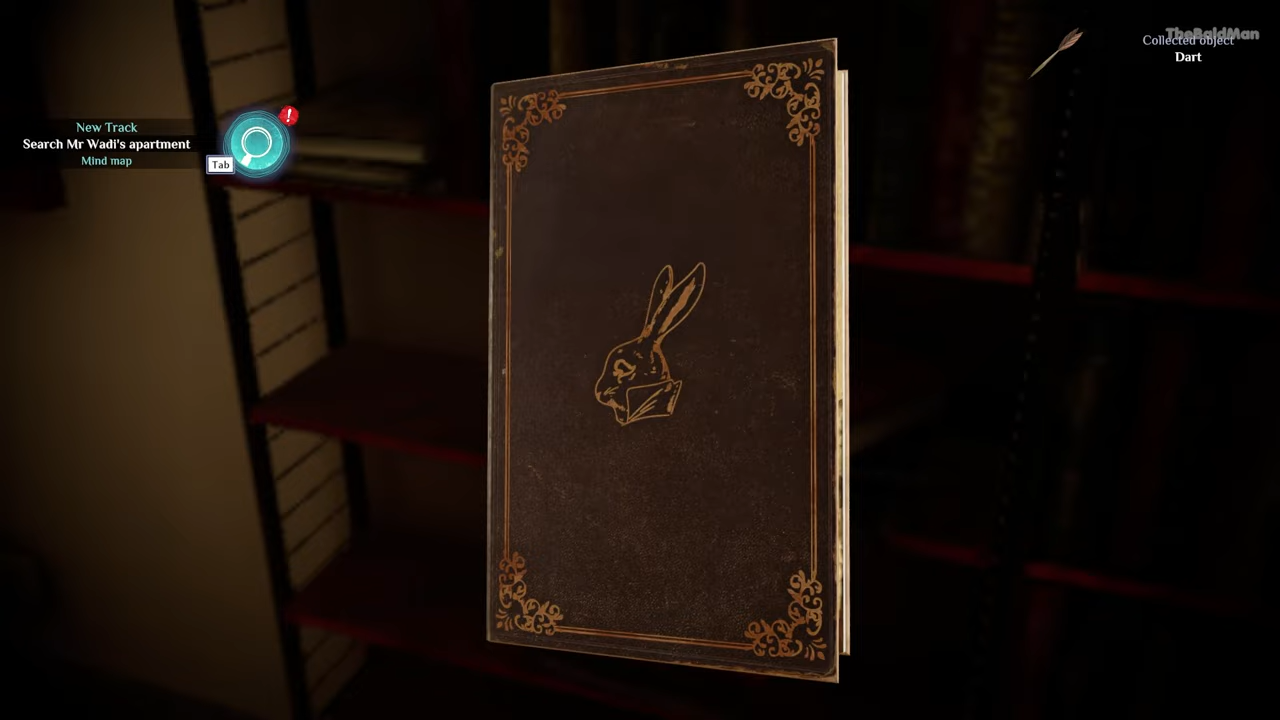 New Track
Search Mr Wadi's apartment
Mind map
Tab
!
TheBaldMan
Collected object
Dart